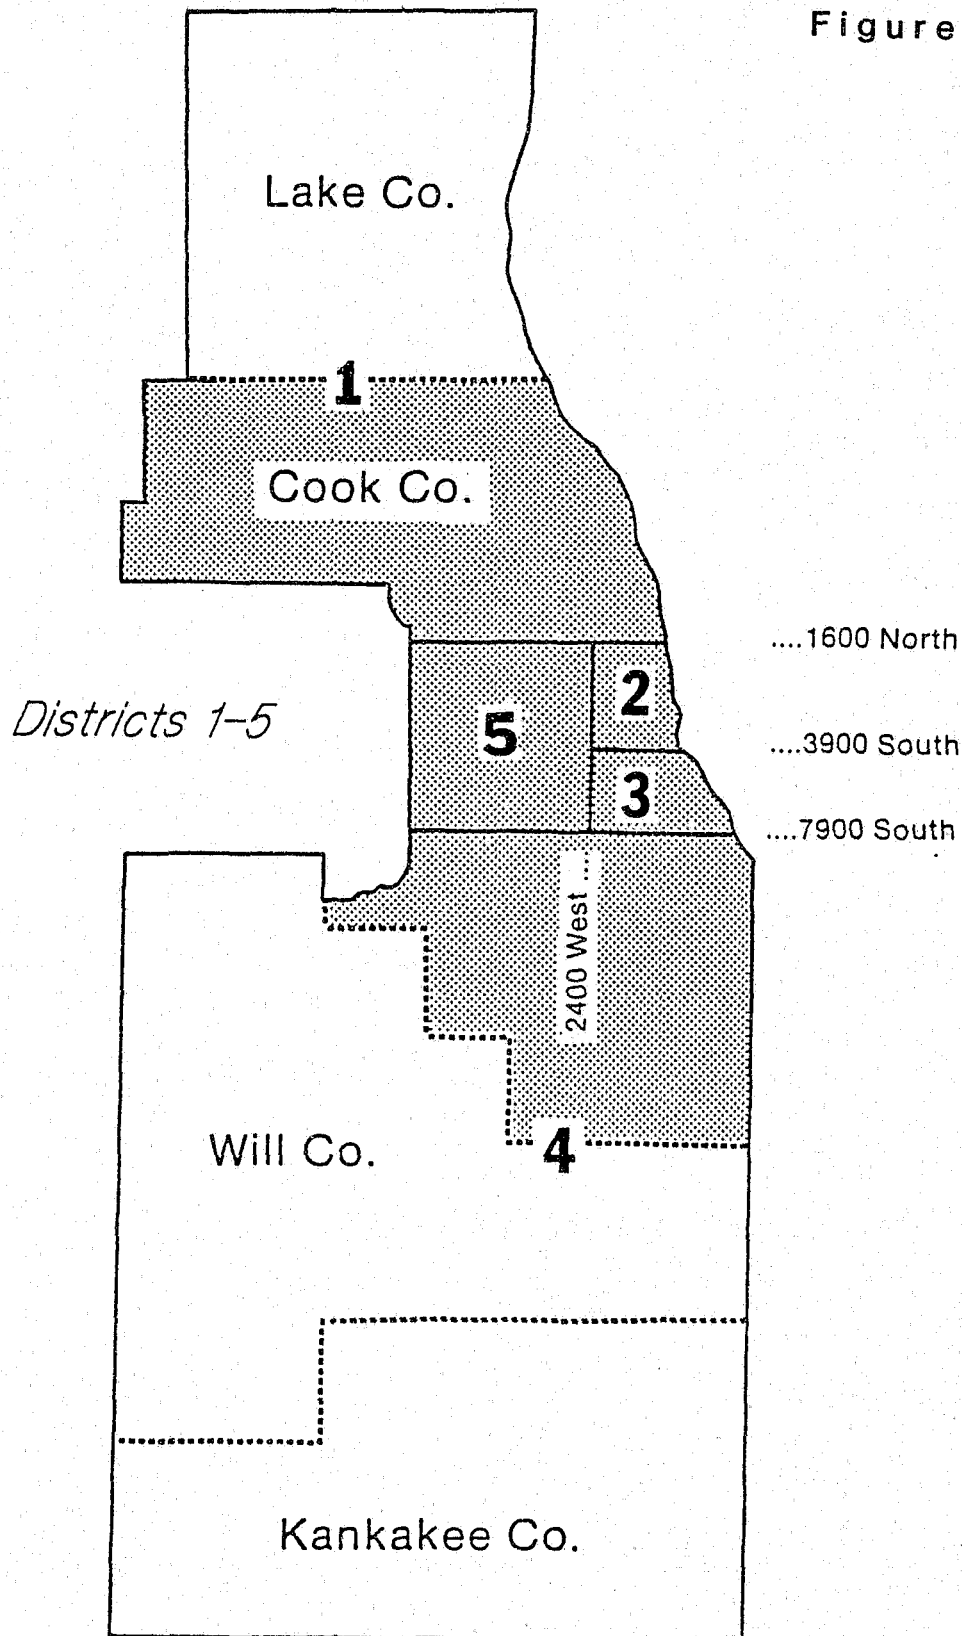 Figure
Lake Co.
1
Cook Co.
....1600 North
2
Districts 1-5
5
....3900 South
3
....7900 South
2400 West ....
Will Co.
4
Kankakee Co.